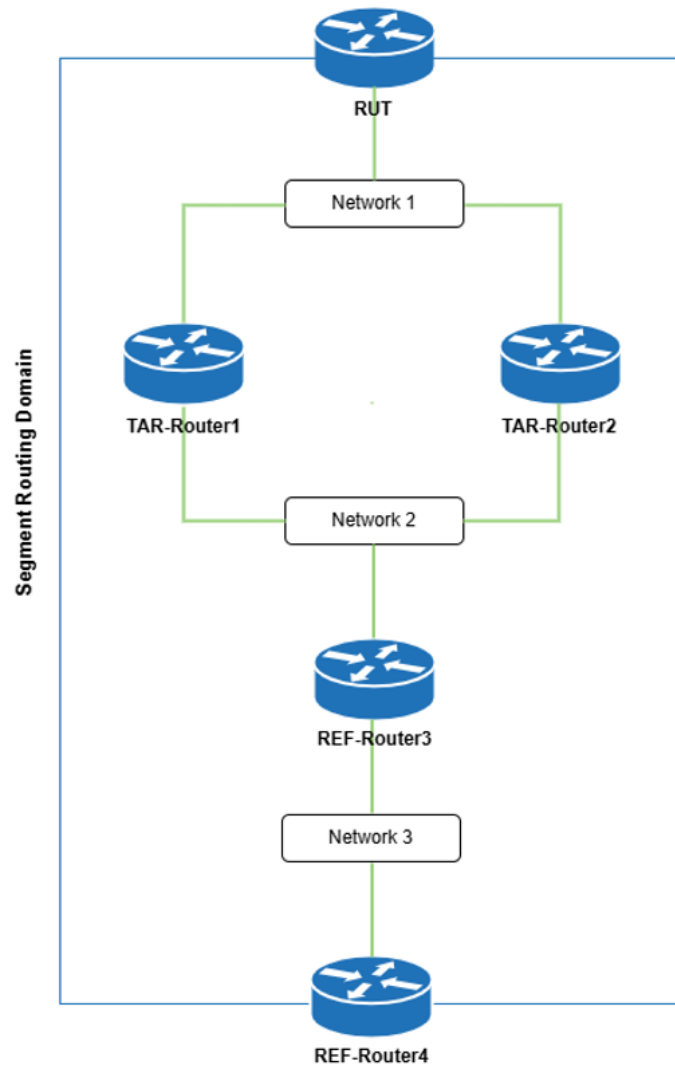 RUT
Network 1
TAR-Router1
TAR-Router2
Segment Routing Domain
Network 2
REF-Router3
Network 3
REF-Router4